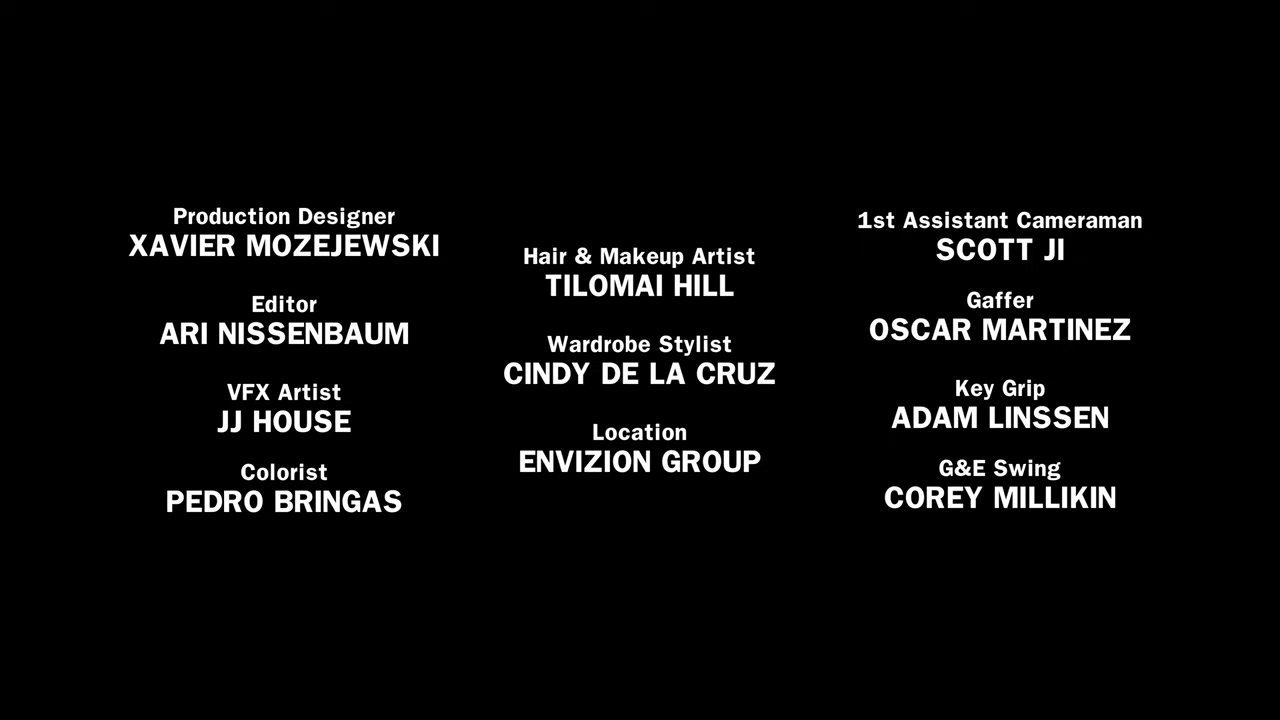 Production Designer
XAVIER MOZEJEWSKI
Editor
ARI NISSENBAUM
VFX Artist
JJ HOUSE
Colorist
PEDRO BRINGAS
Hair & Makeup Artist
TILOMAI HILL
Wardrobe Stylist
CINDY DE LA CRUZ
Location
ENVIZION GROUP
1st Assistant Cameraman
SCOTT JI
Gaffer
OSCAR MARTINEZ
Key Grip
ADAM LINSSEN
G&E Swing
COREY MILLIKIN